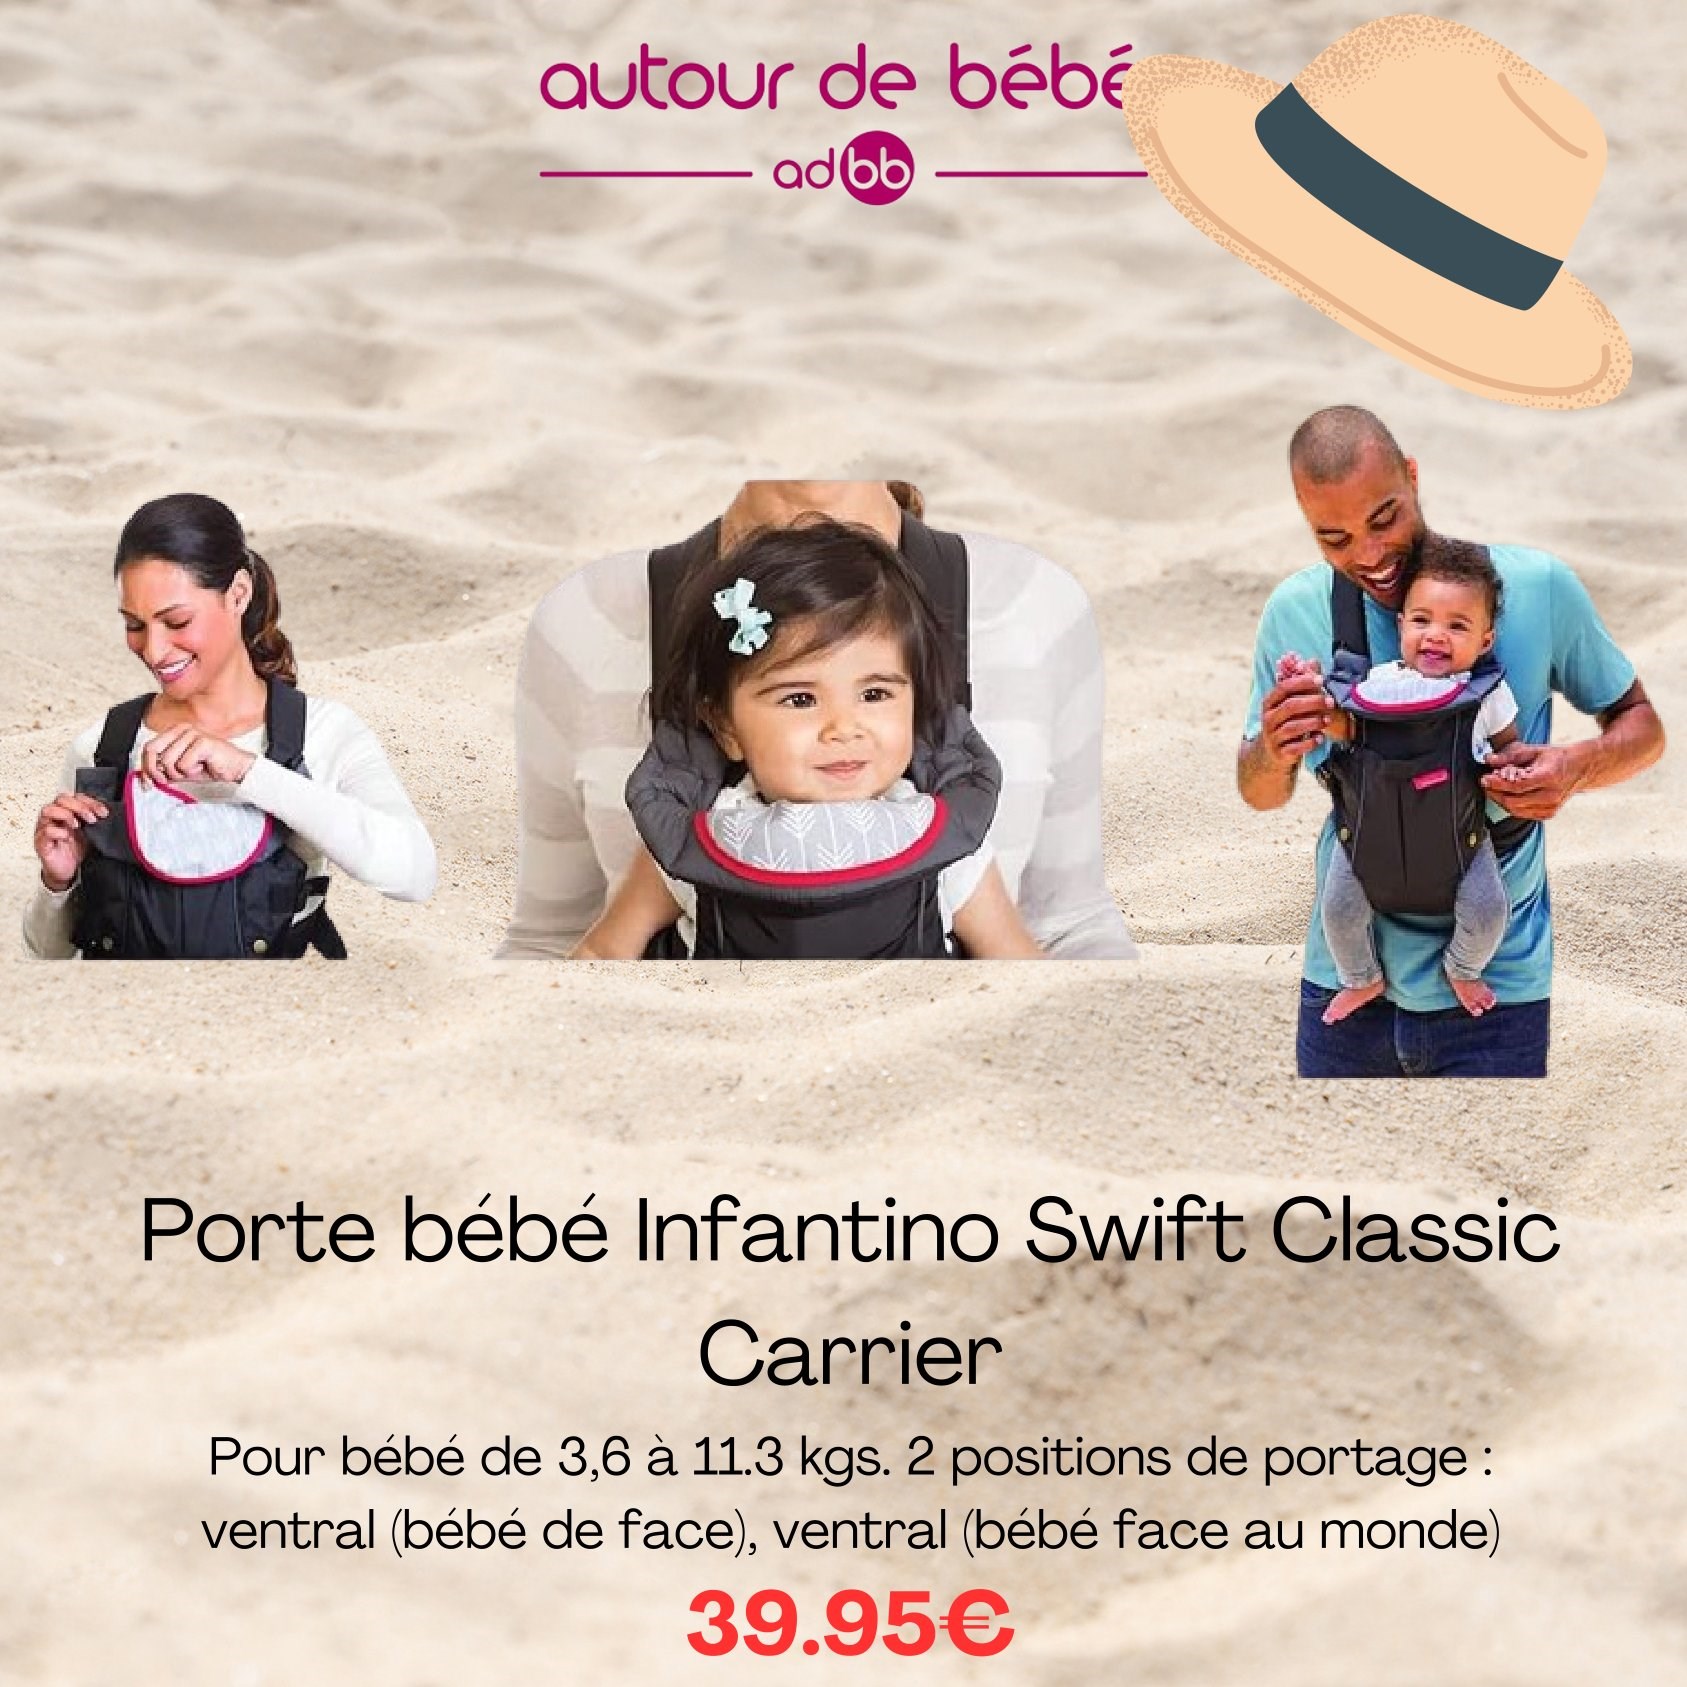 autour de bébé
adbb
Porte bébé Infantino Swift Classic
Carrier
Pour bébé de 3,6 à 11.3 kgs. 2 positions de portage :
ventral (bébé de face), ventral (bébé face au monde)
39.95€